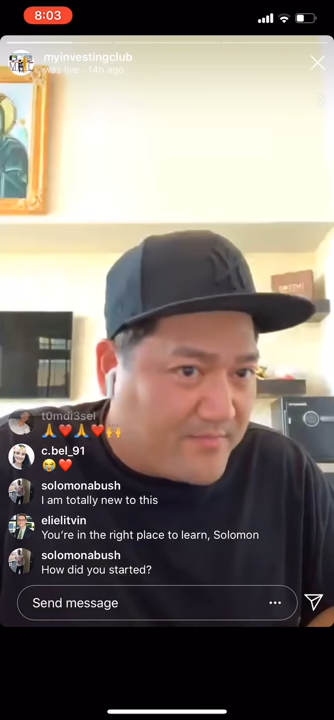 8:03
myinvestingclub
was live · 14h ago
t0mdi3sel
🙏❤️🙏❤️🙌
c.bel_91
😭❤️
solomonabush
I am totally new to this
elielitvin
You're in the right place to learn, Solomon
solomonabush
How did you started?
Send message